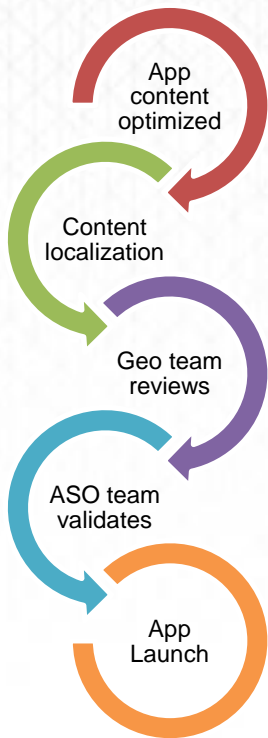 App
content
optimized
Content
localization
Geo team
reviews
ASO team
validates
App
Launch